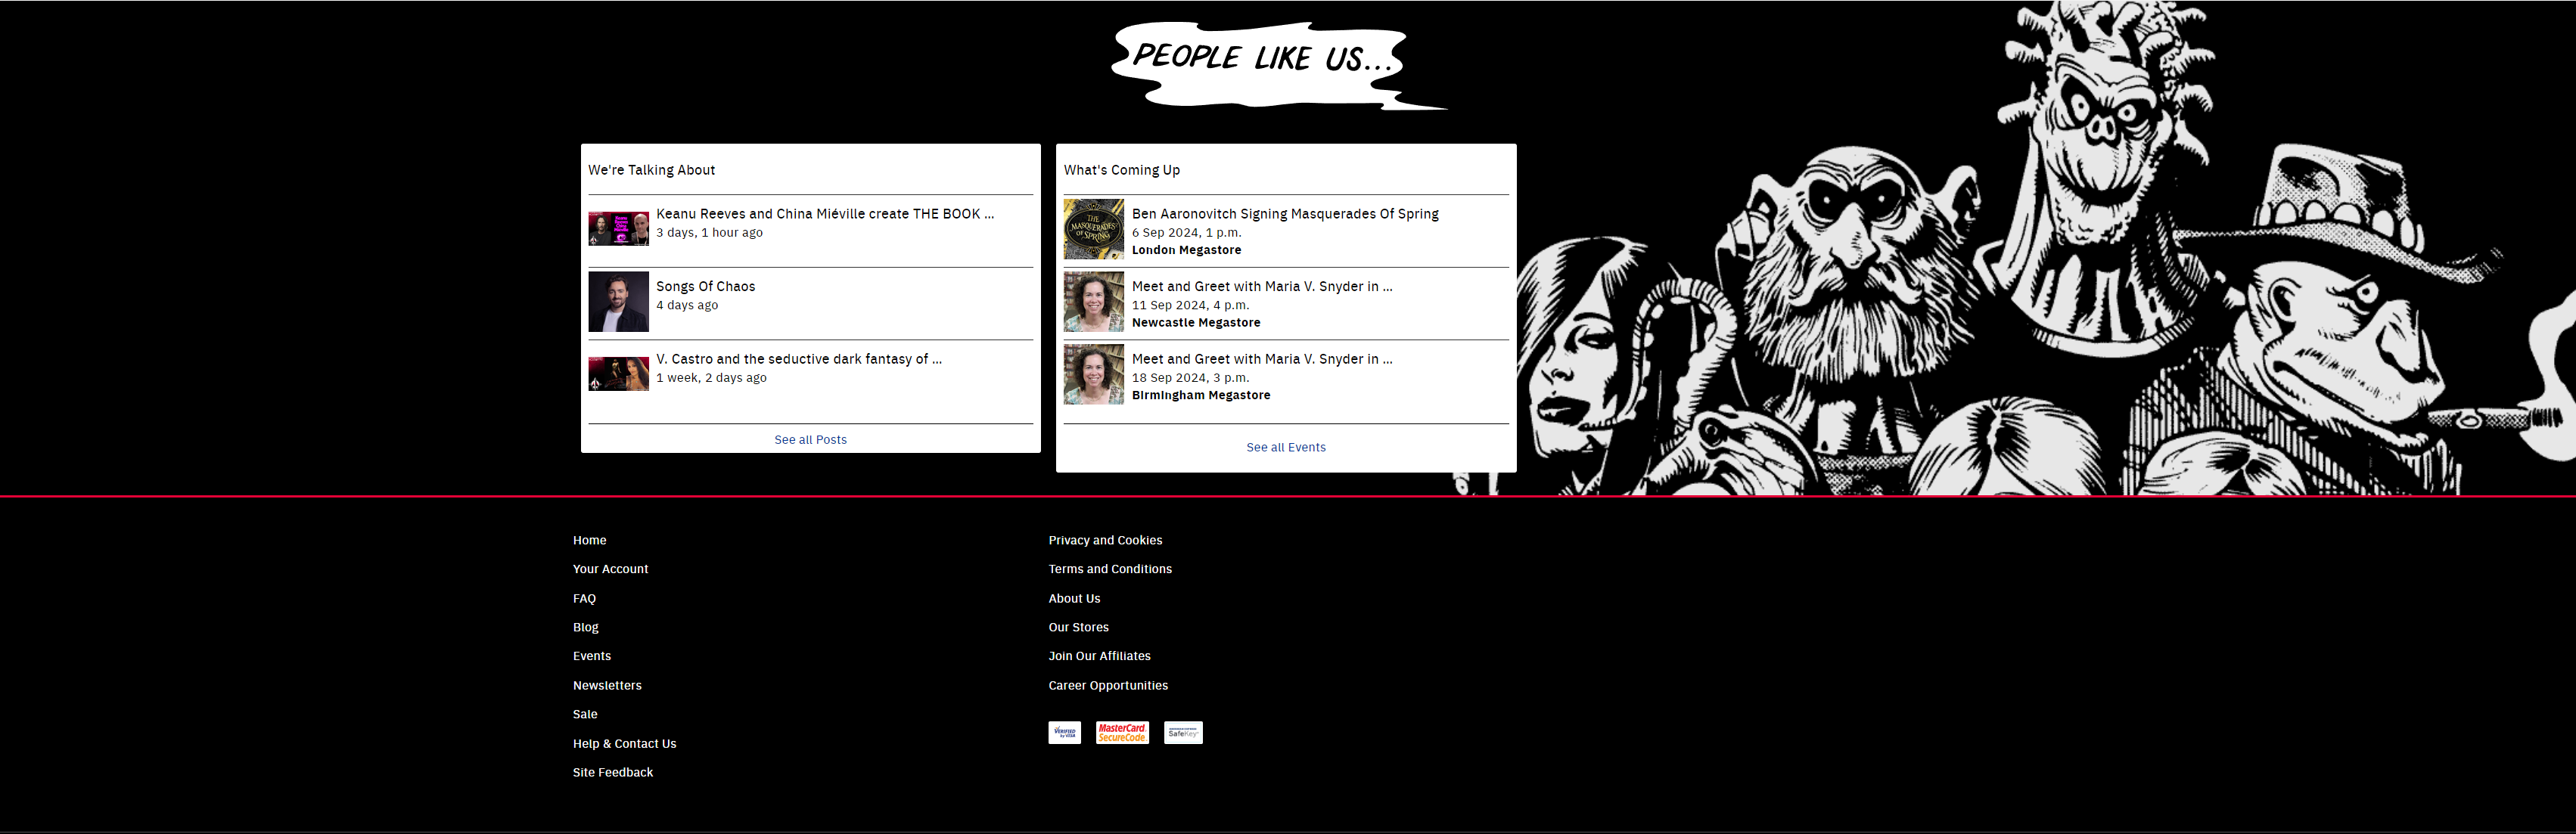 PEOPLE LIKE US...
We're Talking About
Keanu Reeves and China Miéville create THE BOOK ...
3 days, 1 hour ago
Songs Of Chaos
4 days ago
V. Castro and the seductive dark fantasy of ...
1 week, 2 days ago
See all Posts
What's Coming Up
THE
MASQUERADES
OF SPRING
Ben Aaronovitch Signing Masquerades Of Spring
6 Sep 2024, 1 p.m.
London Megastore
Meet and Greet with Maria V. Snyder in ...
11 Sep 2024, 4 p.m.
Newcastle Megastore
Meet and Greet with Maria V. Snyder in ...
18 Sep 2024, 3 p.m.
Birmingham Megastore
See all Events
Home
Your Account
FAQ
Blog
Events
Newsletters
Sale
Help & Contact Us
Site Feedback
Privacy and Cookies
Terms and Conditions
About Us
Our Stores
Join Our Affiliates
Career Opportunities
VERIFIED
by VISA
MasterCard.
SecureCode.
SafeKey